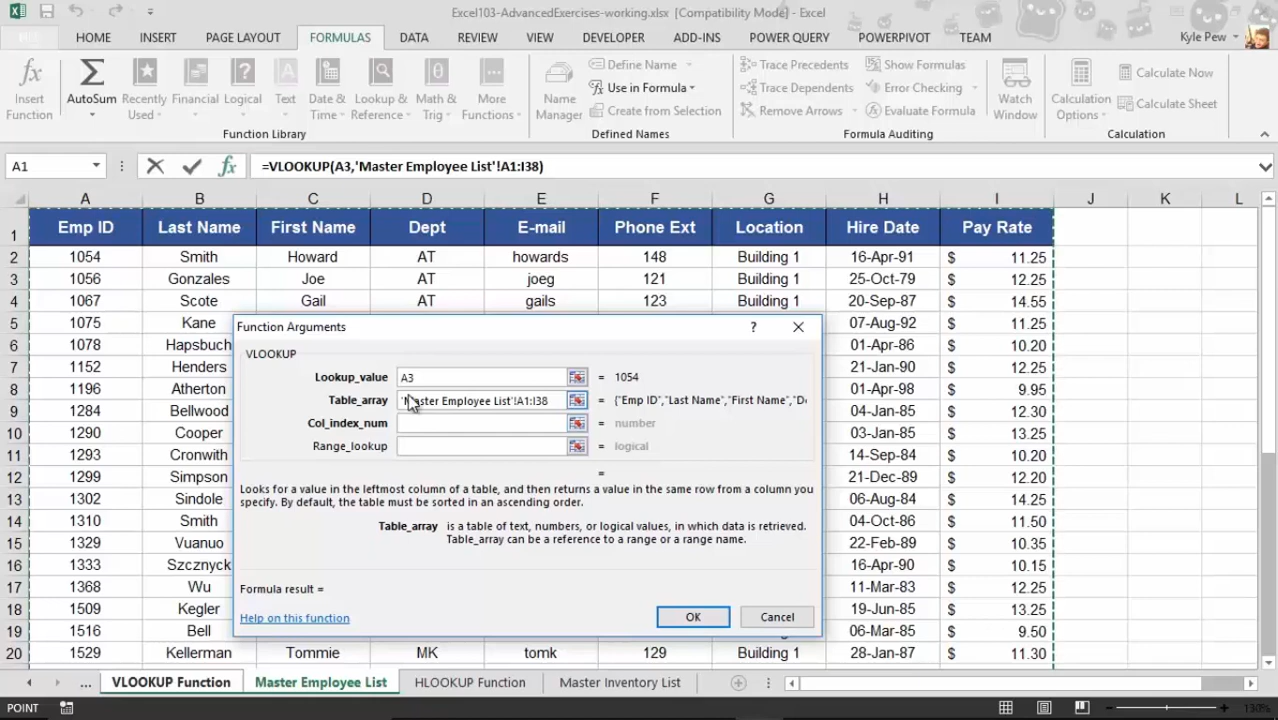 Excel103-AdvancedExercises-working.xlsx [Compatibility Mode] - Excel
HOME INSERT PAGE LAYOUT FORMULAS DATA REVIEW VIEW DEVELOPER ADD-INS POWER QUERY POWERPIVOT TEAM Kyle Pew
Insert Function
AutoSum
Recently Used
Financial
Logical
Text
Date & Time
Lookup & Reference
Math & Trig
More Functions
Function Library
Name Manager
Define Name
Use in Formula
Create from Selection
Defined Names
Trace Precedents
Trace Dependents
Remove Arrows
Show Formulas
Error Checking
Evaluate Formula
Formula Auditing
Watch Window
Calculation Options
Calculate Now
Calculate Sheet
Calculation
A1 fx =VLOOKUP(A3,'Master Employee List'!A1:I38)
A B C D E F G H I J K L
1 Emp ID Last Name First Name Dept E-mail Phone Ext Location Hire Date Pay Rate
2 1054 Smith Howard AT howards 148 Building 1 16-Apr-91 $ 11.25
3 1056 Gonzales Joe AT joeg 121 Building 1 25-Oct-79 $ 12.25
4 1067 Scote Gail AT gails 123 Building 1 20-Sep-87 $ 14.55
5 1075 Kane 07-Aug-92 $ 11.25
6 1078 Hapsbuch 01-Apr-86 $ 10.20
7 1152 Henders 21-Jan-90 $ 11.25
8 1196 Atherton 01-Apr-98 $ 9.95
9 1284 Bellwood 04-Jan-85 $ 12.30
10 1290 Cooper 03-Jan-85 $ 13.25
11 1293 Cronwith 14-Sep-84 $ 10.20
12 1299 Simpson 21-Dec-89 $ 12.20
13 1302 Sindole 06-Aug-84 $ 14.25
14 1310 Smith 04-Oct-86 $ 11.50
15 1329 Vuanuo 22-Feb-89 $ 10.35
16 1333 Szcznyck 16-Apr-90 $ 10.15
17 1368 Wu 11-Mar-83 $ 12.25
18 1509 Kegler 19-Jun-85 $ 13.25
19 1516 Bell 06-Mar-85 $ 9.50
20 1529 Kellerman Tommie MK tomk 129 Building 1 28-Jan-87 $ 11.30
Function Arguments ?
VLOOKUP
Lookup_value A3 = 1054
Table_array 'Master Employee List'!A1:I38 = {"Emp ID","Last Name","First Name","De
Col_index_num = number
Range_lookup = logical
=
Looks for a value in the leftmost column of a table, and then returns a value in the same row from a column you
specify. By default, the table must be sorted in an ascending order.
Table_array is a table of text, numbers, or logical values, in which data is retrieved.
Table_array can be a reference to a range or a range name.
Formula result =
Help on this function
OK Cancel
... VLOOKUP Function Master Employee List HLOOKUP Function Master Inventory List
POINT 130%